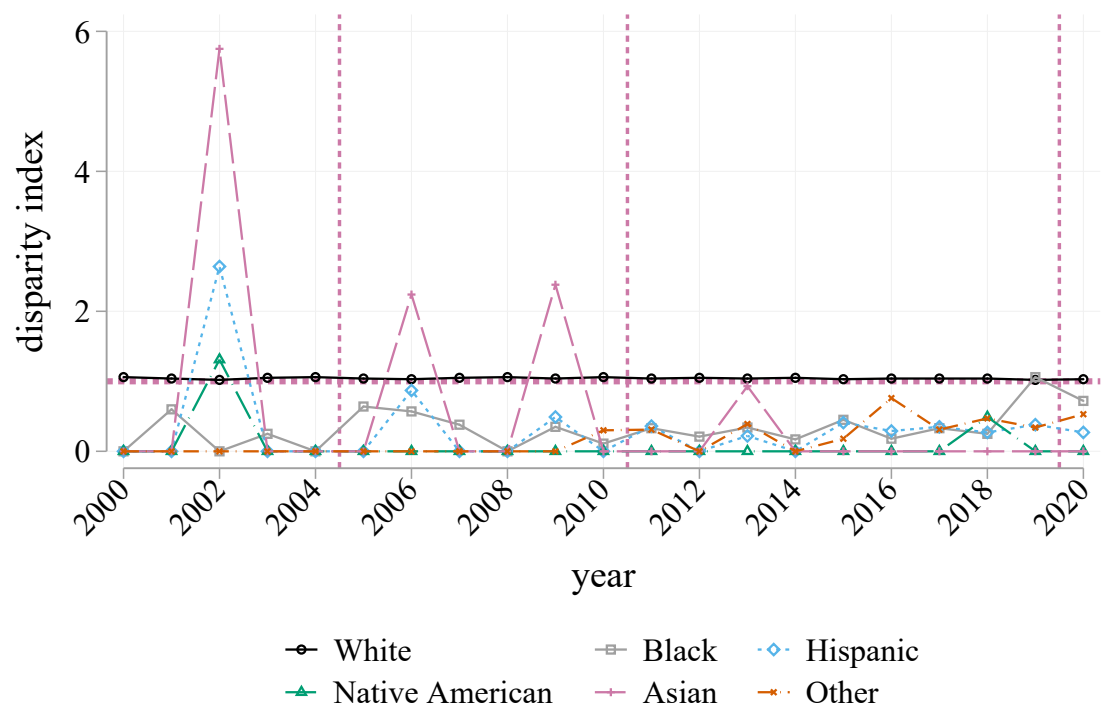 disparity index
6
4
2
0
2000 2002 2004 2006 2008 2010 2012 2014 2016 2018 2020
year
White Black Hispanic
Native American Asian Other